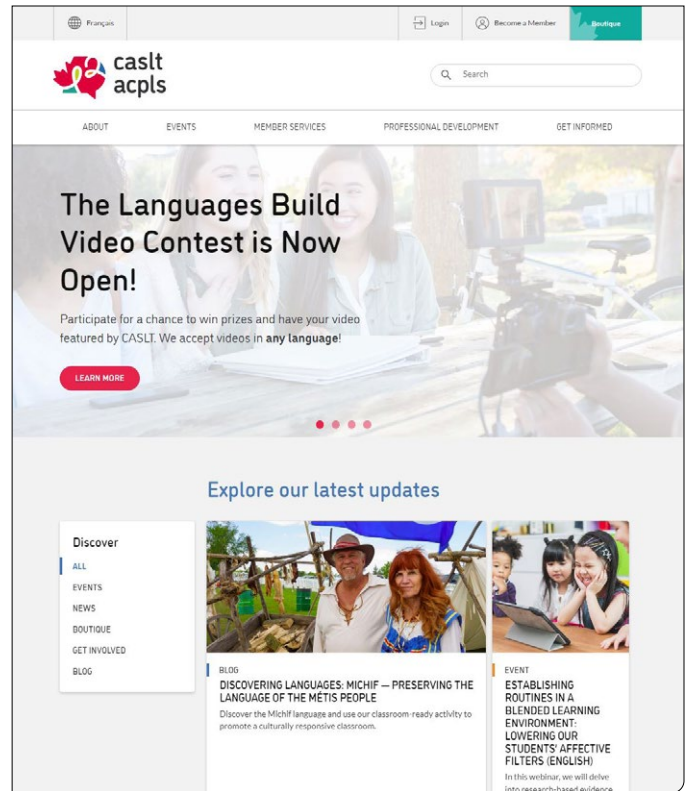 Français
Login
Become a Member
Boutique
caslt
acpls
Search
ABOUT
EVENTS
MEMBER SERVICES
PROFESSIONAL DEVELOPMENT
GET INFORMED
The Languages Build
Video Contest is Now
Open!
Participate for a chance to win prizes and have your video
featured by CASLT. We accept videos in any language!
LEARN MORE
Explore our latest updates
Discover
ALL
EVENTS
NEWS
BOUTIQUE
GET INVOLVED
BLOG
BLOG
DISCOVERING LANGUAGES: MICHIF — PRESERVING THE
LANGUAGE OF THE MÉTIS PEOPLE
Discover the Michif language and use our classroom-ready activity to
promote a culturally responsive classroom.
EVENT
ESTABLISHING
ROUTINES IN A
BLENDED LEARNING
ENVIRONMENT:
LOWERING OUR
STUDENTS' AFFECTIVE
FILTERS (ENGLISH)
In this webinar, we will delve
into research-based evidence